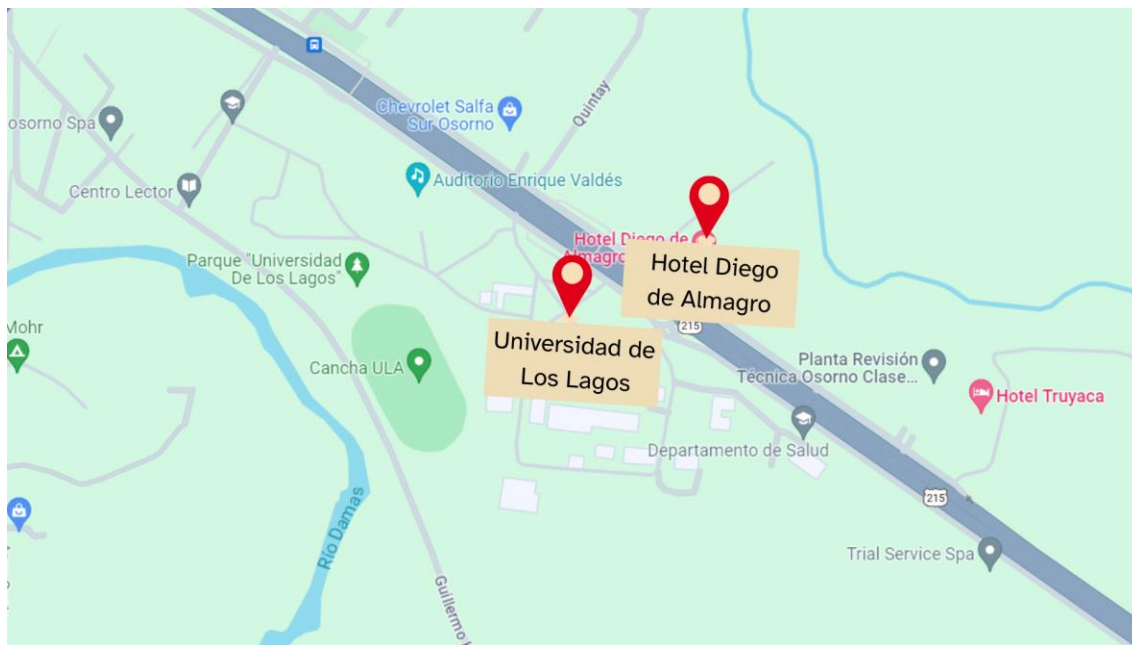 Quintay
Chevrolet Salfa
Sur Osorno
osorno Spa
Auditorio Enrique Valdés
Centro Lector
Hotel Diego de
Almagro
Hotel Diego
de Almagro
Parque "Universidad
De Los Lagos"
Universidad de
Los Lagos
215
Mohr
Cancha ULA
Planta Revisión
Técnica Osorno Clase...
Hotel Truyaca
Departamento de Salud
215
Río Damas
Trial Service Spa
Guillermo